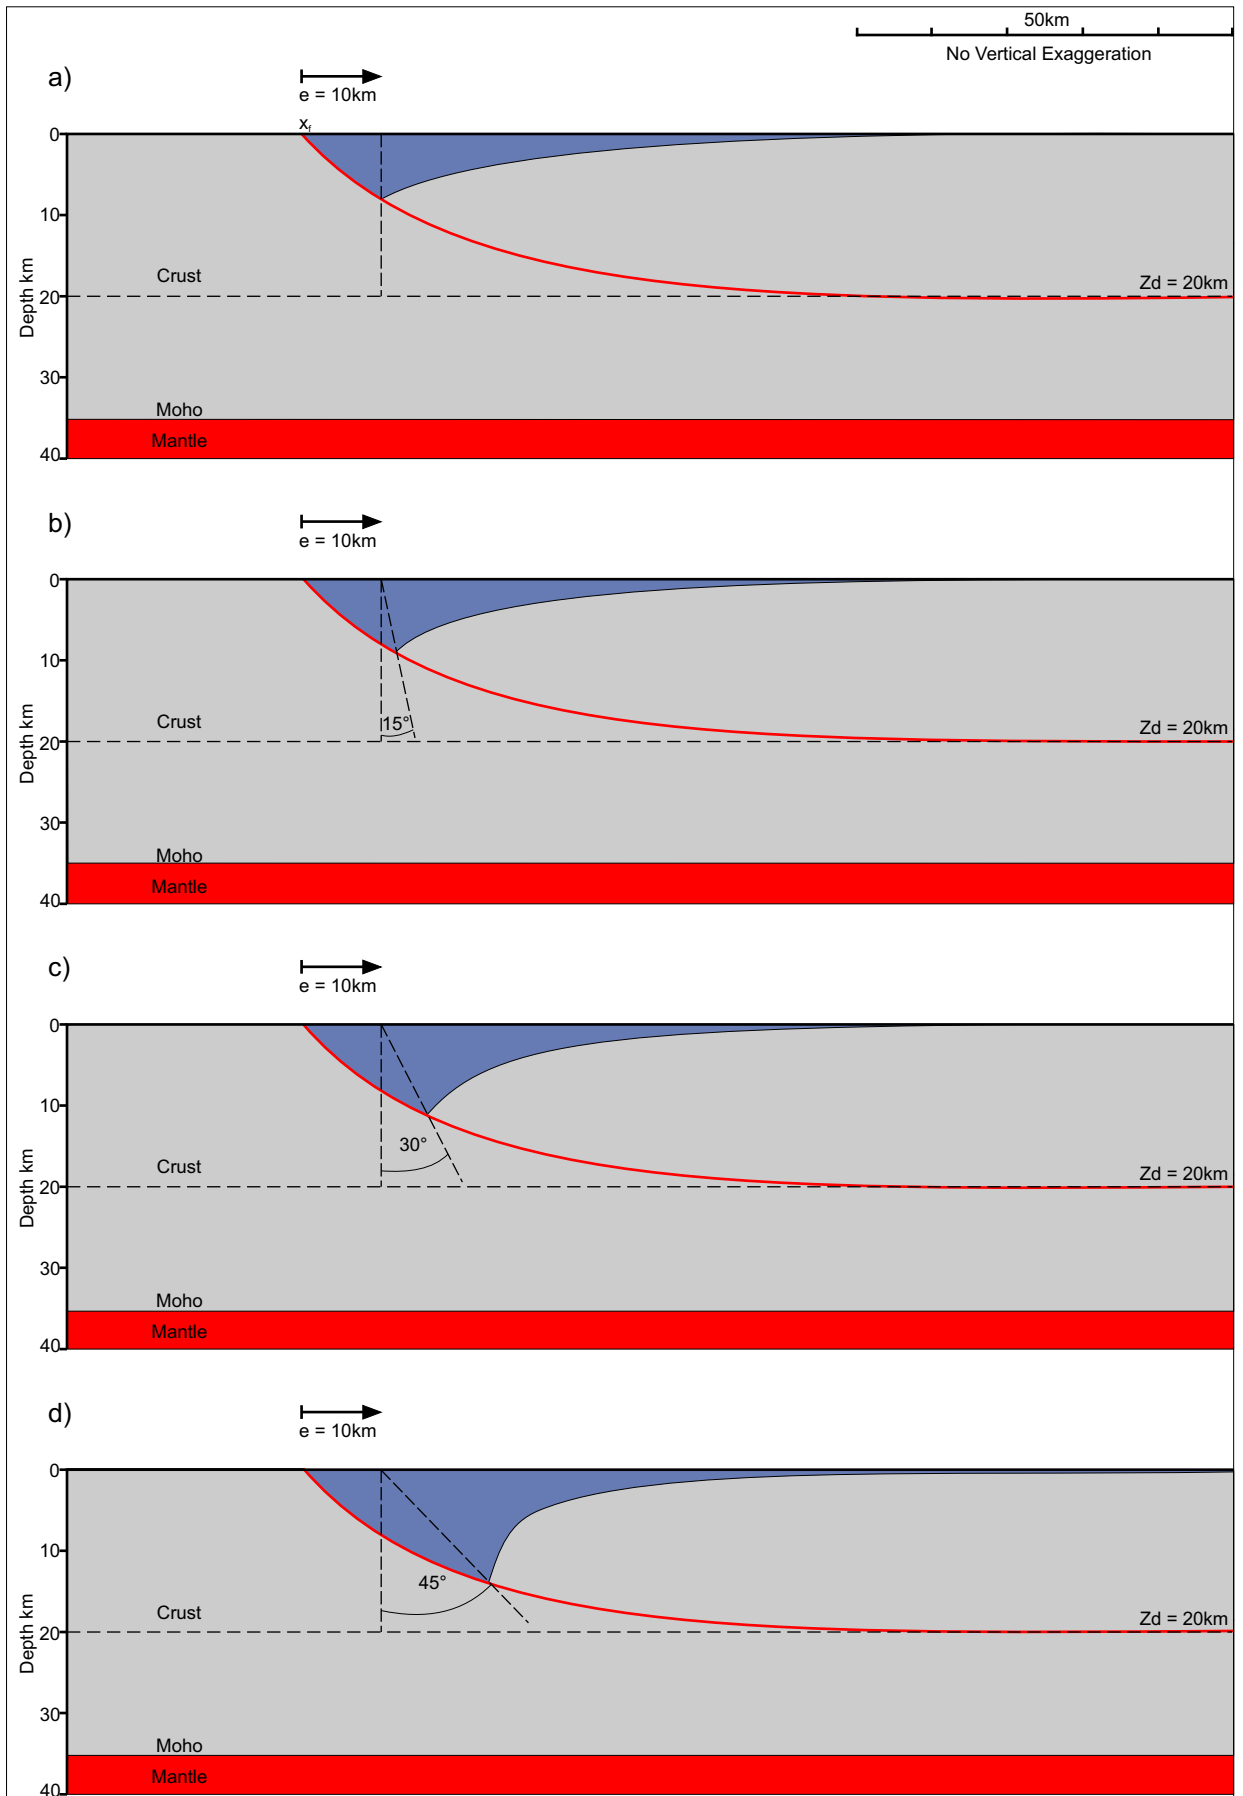 50km
No Vertical Exaggeration
a)
e = 10km
xf
0
10
Crust
Zd = 20km
20
Depth km
30
Moho
Mantle
40
b)
e = 10km
0
10
15°
Crust
Zd = 20km
20
Depth km
30
Moho
Mantle
40
c)
e = 10km
0
10
30°
Crust
Zd = 20km
20
Depth km
30
Moho
Mantle
40
d)
e = 10km
0
10
45°
Crust
Zd = 20km
20
Depth km
30
Moho
Mantle
40